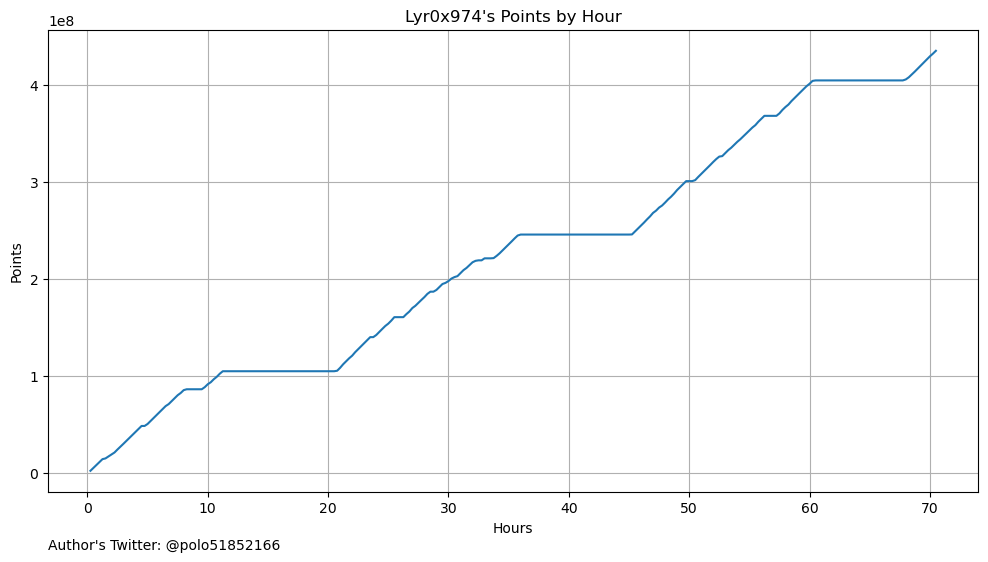 Lyr0x974's Points by Hour
1e8
4
3
2
1
0
Points
0 10 20 30 40 50 60 70
Hours
Author's Twitter: @polo51852166